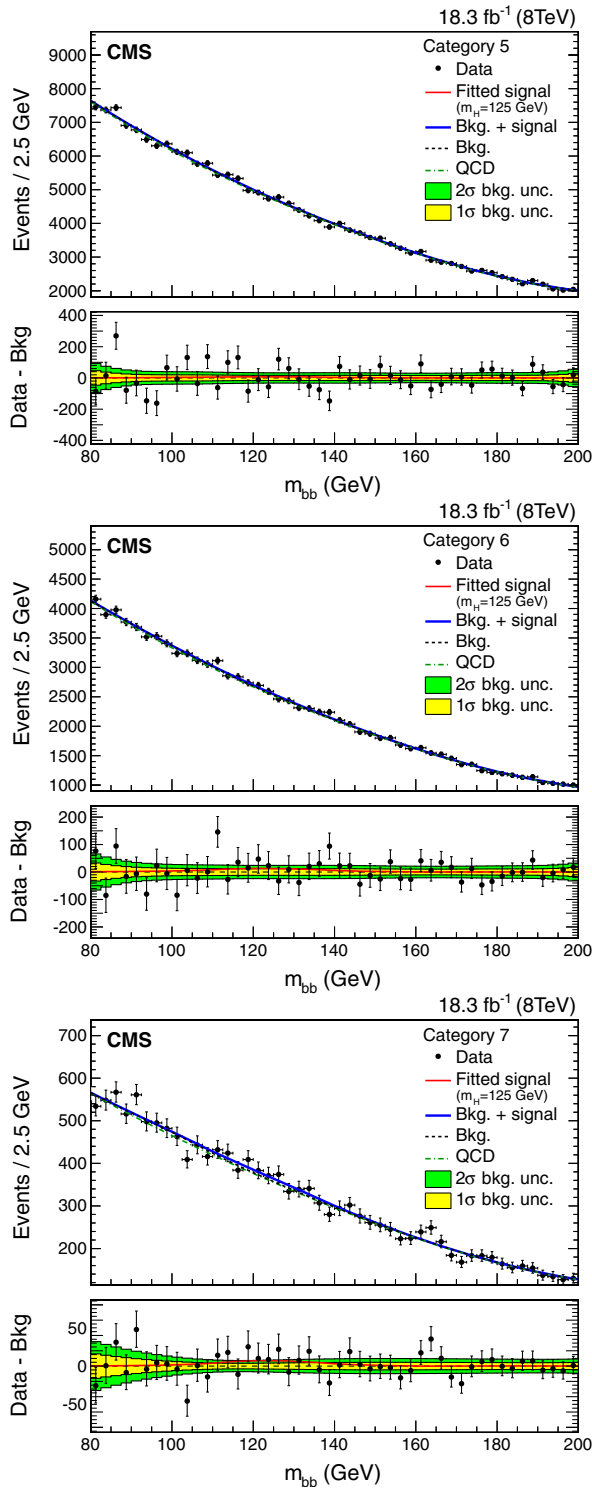 18.3 fb⁻¹ (8TeV)
CMS
Category 5
Data
Fitted signal
(m_H=125 GeV)
Bkg. + signal
Bkg.
QCD
2σ bkg. unc.
1σ bkg. unc.
Events / 2.5 GeV
9000
8000
7000
6000
5000
4000
3000
2000
Data - Bkg
400
200
0
-200
-400
80 100 120 140 160 180 200
m_bb (GeV)
18.3 fb⁻¹ (8TeV)
CMS
Category 6
Data
Fitted signal
(m_H=125 GeV)
Bkg. + signal
Bkg.
QCD
2σ bkg. unc.
1σ bkg. unc.
Events / 2.5 GeV
5000
4500
4000
3500
3000
2500
2000
1500
1000
Data - Bkg
200
100
0
-100
-200
80 100 120 140 160 180 200
m_bb (GeV)
18.3 fb⁻¹ (8TeV)
CMS
Category 7
Data
Fitted signal
(m_H=125 GeV)
Bkg. + signal
Bkg.
QCD
2σ bkg. unc.
1σ bkg. unc.
Events / 2.5 GeV
700
600
500
400
300
200
Data - Bkg
50
0
-50
80 100 120 140 160 180 200
m_bb (GeV)